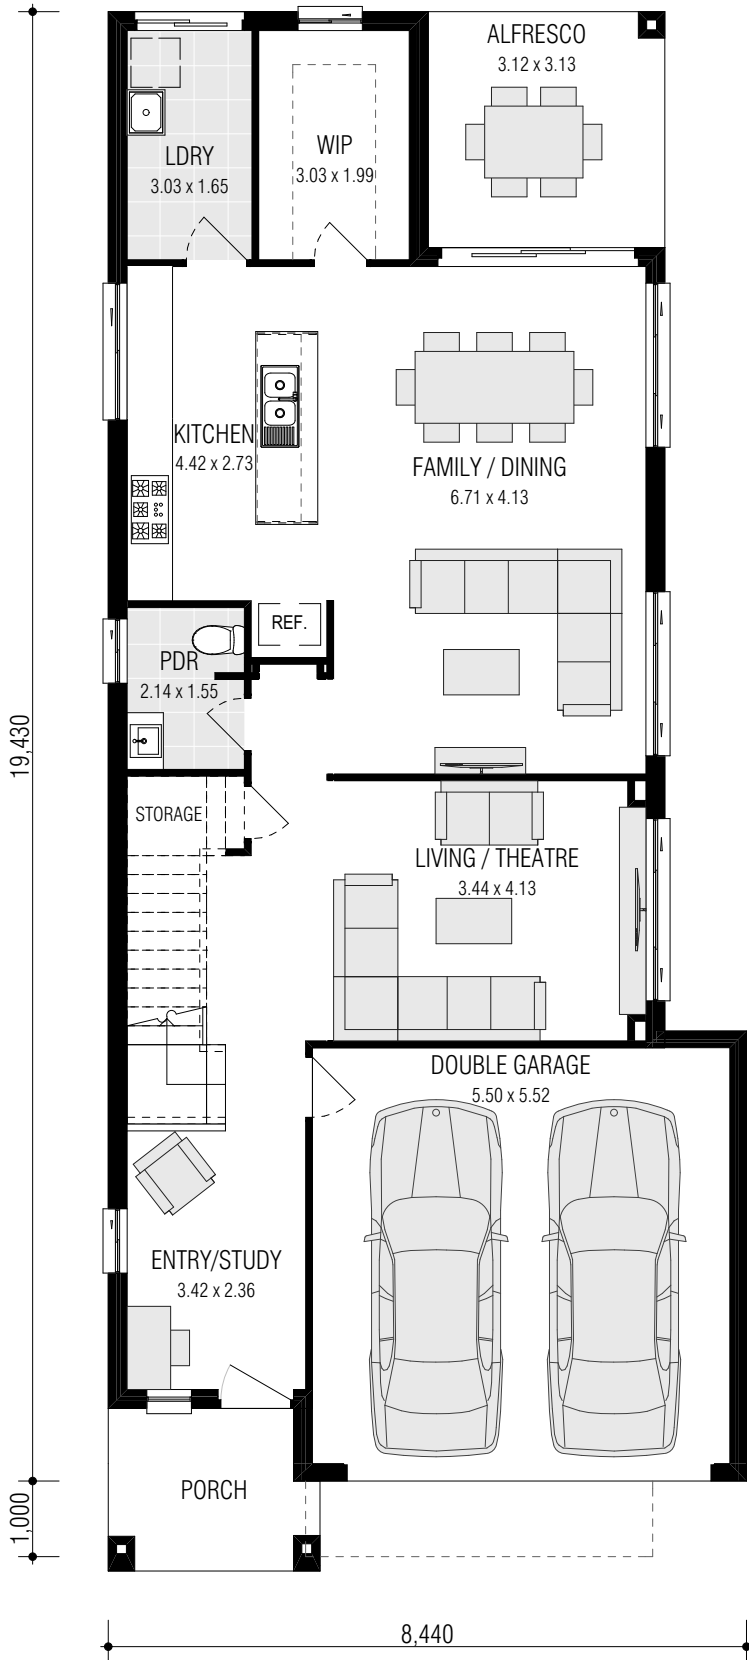 ALFRESCO
3.12 x 3.13
LDRY
3.03 x 1.65
WIP
3.03 x 1.99
KITCHEN
4.42 x 2.73
FAMILY / DINING
6.71 x 4.13
REF.
PDR
2.14 x 1.55
19,430
STORAGE
LIVING / THEATRE
3.44 x 4.13
DOUBLE GARAGE
5.50 x 5.52
ENTRY/STUDY
3.42 x 2.36
PORCH
1,000
8,440